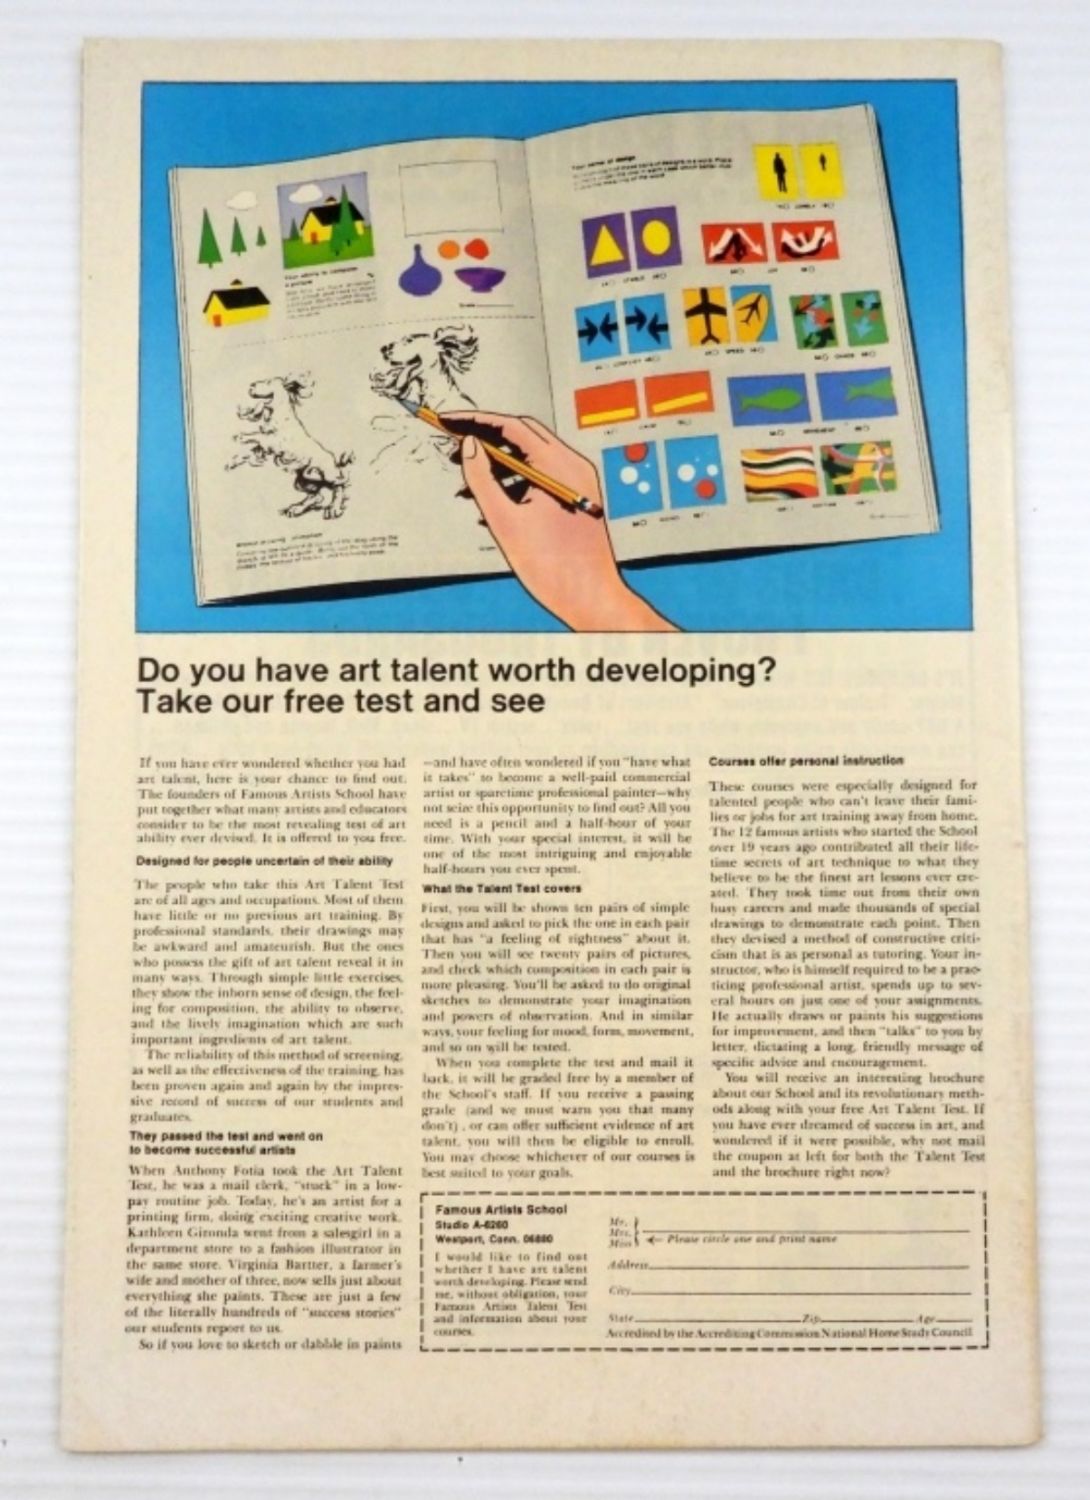 Do you have art talent worth developing?
Take our free test and see
If you have ever wondered whether you had
art talent, here is your chance to find out.
The founders of Famous Artists School have
put together what many artists and educators
consider to be the most revealing test of art
ability ever devised. It is offered to you free.
Designed for people uncertain of their ability
The people who take this Art Talent Test
are of all ages and occupations. Most of them
have little or no previous art training. By
professional standards, their drawings may
be awkward and amateurish. But the ones
who possess the gift of art talent reveal it in
many ways. Through simple little exercises,
they show the inborn sense of design, the feel-
ing for composition, the ability to observe,
and the lively imagination which are such
important ingredients of art talent.
The reliability of this method of screening,
as well as the effectiveness of the training, has
been proven again and again by the impres-
sive record of success of our students and
graduates.
They passed the test and went on
to become successful artists
When Anthony Fotia took the Art Talent
Test, he was a mail clerk, "stuck" in a low-
pay routine job. Today, he's an artist for a
printing firm, doing exciting creative work.
Kathleen Gironda went from a salesgirl in a
department store to a fashion illustrator in
the same store. Virginia Bartter, a farmer's
wife and mother of three, now sells just about
everything she paints. These are just a few
of the literally hundreds of "success stories"
our students report to us.
So if you love to sketch or dabble in paints
—and have often wondered if you "have what
it takes" to become a well-paid commercial
artist or sparetime professional painter—why
not seize this opportunity to find out? All you
need is a pencil and a half-hour of your
time. With your special interest, it will be
one of the most intriguing and enjoyable
half-hours you ever spent.
What the Talent Test covers
First, you will be shown ten pairs of simple
designs and asked to pick the one in each pair
that has "a feeling of rightness" about it.
Then you will see twenty pairs of pictures,
and check which composition in each pair is
more pleasing. You'll be asked to do original
sketches to demonstrate your imagination
and powers of observation. And in similar
ways, your feeling for mood, form, movement,
and so on will be tested.
When you complete the test and mail it
back, it will be graded free by a member of
the School's staff. If you receive a passing
grade (and we must warn you that many
don't), or can offer sufficient evidence of art
talent, you will then be eligible to enroll.
You may choose whichever of our courses is
best suited to your goals.
Courses offer personal instruction
These courses were especially designed for
talented people who can't leave their fami-
lies or jobs for art training away from home.
The 12 famous artists who started the School
over 19 years ago contributed all their life-
time secrets of art technique to what they
believe to be the finest art lessons ever cre-
ated. They took time out from their own
busy careers and made thousands of special
drawings to demonstrate each point. Then
they devised a method of constructive criti-
cism that is as personal as tutoring. Your in-
structor, who is himself required to be a prac-
ticing professional artist, spends up to sev-
eral hours on just one of your assignments.
He actually draws or paints his suggestions
for improvement, and then "talks" to you by
letter, dictating a long, friendly message of
specific advice and encouragement.
You will receive an interesting brochure
about our School and its revolutionary meth-
ods along with your free Art Talent Test. If
you have ever dreamed of success in art, and
wondered if it were possible, why not mail
the coupon at left for both the Talent Test
and the brochure right now?
Famous Artists School
Studio A-6260
Westport, Conn. 06880
I would like to find out
whether I have art talent
worth developing. Please send
me, without obligation, your
Famous Artists Talent Test
and information about your
courses.
Mr.
Mrs.
Miss
Please circle one and print name
Address
City
State Zip Age
Accredited by the Accrediting Commission National Home Study Council